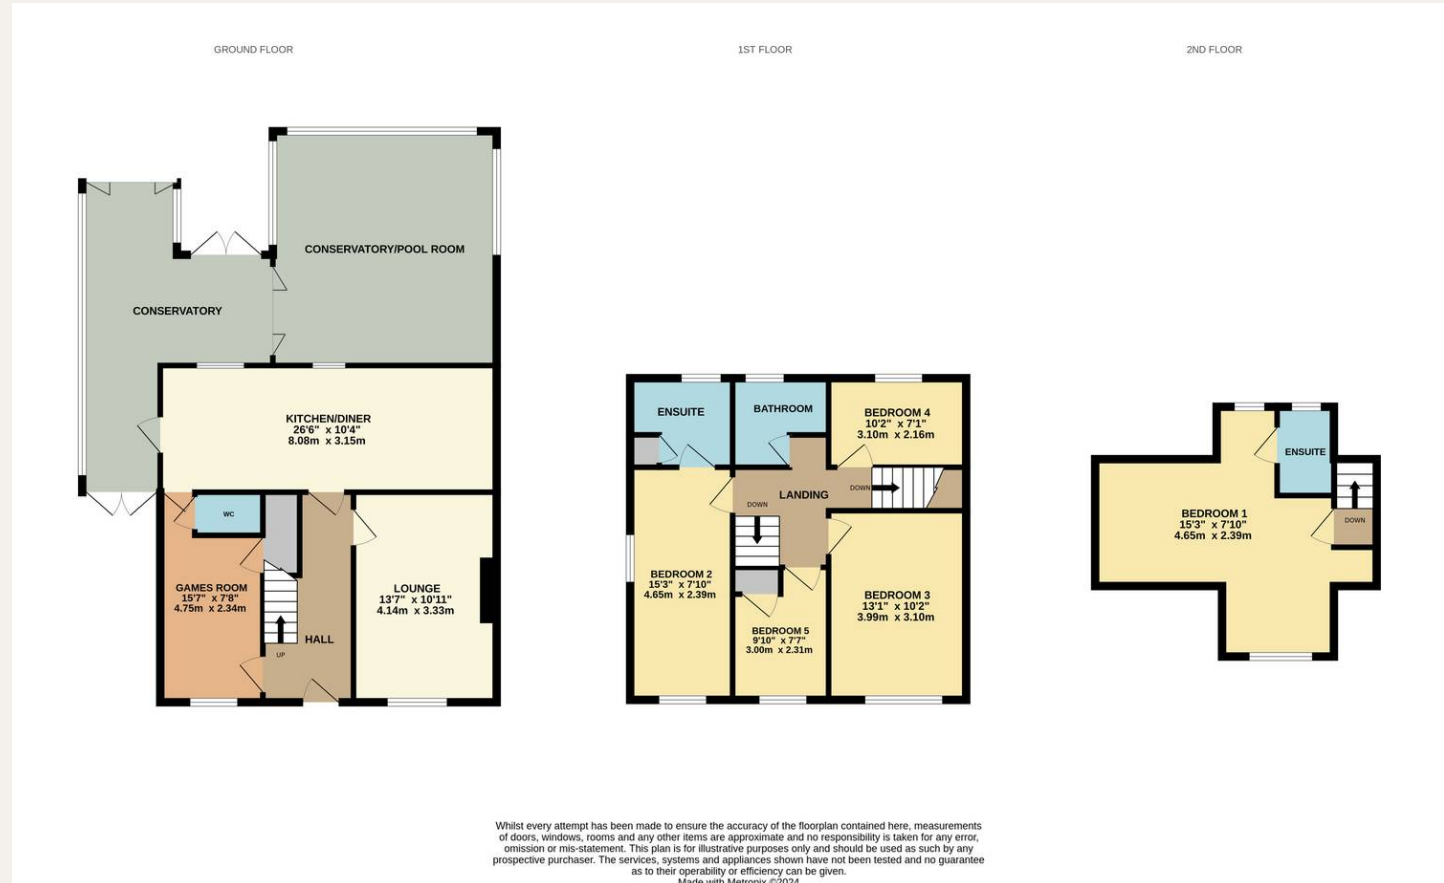 GROUND FLOOR
1ST FLOOR
2ND FLOOR
CONSERVATORY/POOL ROOM
CONSERVATORY
KITCHEN/DINER
26'6" x 10'4"
8.08m x 3.15m
WC
GAMES ROOM
15'7" x 7'8"
4.75m x 2.34m
UP
HALL
LOUNGE
13'7" x 10'11"
4.14m x 3.33m
ENSUITE
BATHROOM
BEDROOM 4
10'2" x 7'1"
3.10m x 2.16m
LANDING
DOWN
DOWN
BEDROOM 2
15'3" x 7'10"
4.65m x 2.39m
BEDROOM 3
13'1" x 10'2"
3.99m x 3.10m
BEDROOM 5
9'10" x 7'7"
3.00m x 2.31m
ENSUITE
BEDROOM 1
15'3" x 7'10"
4.65m x 2.39m
DOWN
Whilst every attempt has been made to ensure the accuracy of the floorplan contained here, measurements
of doors, windows, rooms and any other items are approximate and no responsibility is taken for any error,
omission or mis-statement. This plan is for illustrative purposes only and should be used as such by any
prospective purchaser. The services, systems and appliances shown have not been tested and no guarantee
as to their operability or efficiency can be given.
Made with Metropix ©2024